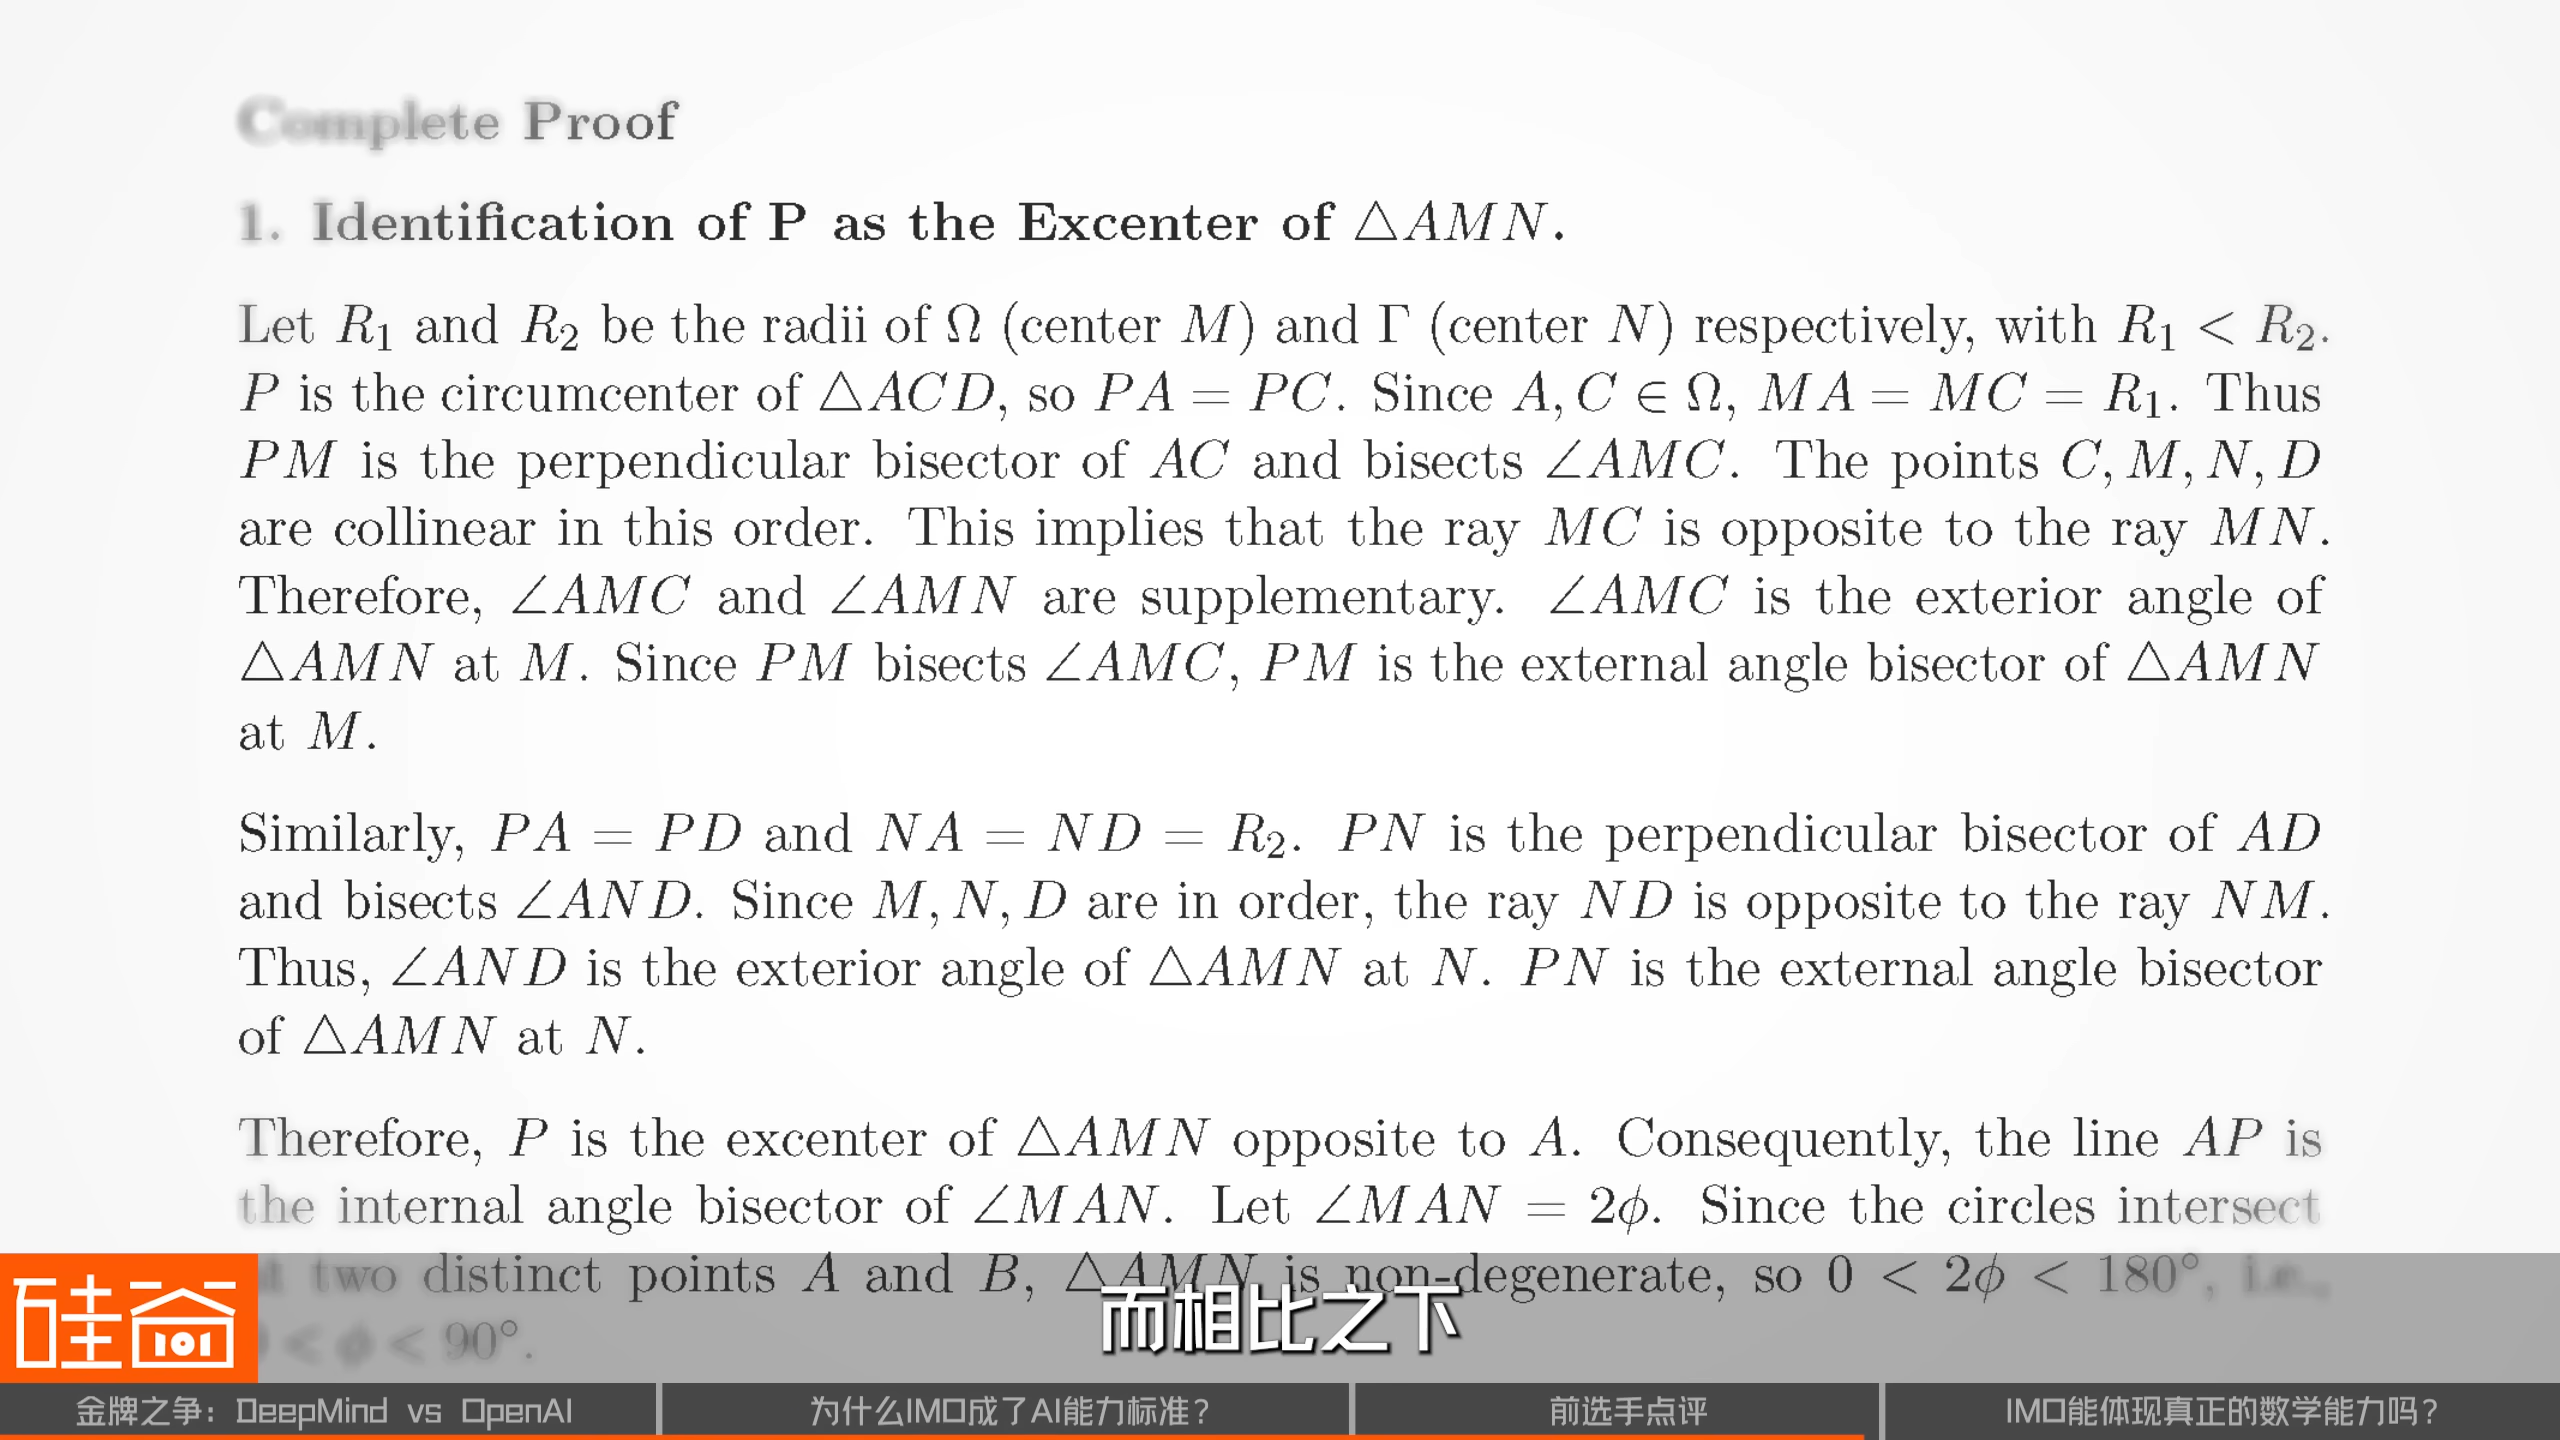 Complete Proof
1. Identification of P as the Excenter of △AMN.
Let R₁ and R₂ be the radii of Ω (center M) and Γ (center N) respectively, with R₁ < R₂.
P is the circumcenter of △ACD, so PA = PC. Since A, C ∈ Ω, MA = MC = R₁. Thus
PM is the perpendicular bisector of AC and bisects ∠AMC. The points C, M, N, D
are collinear in this order. This implies that the ray MC is opposite to the ray MN.
Therefore, ∠AMC and ∠AMN are supplementary. ∠AMC is the exterior angle of
△AMN at M. Since PM bisects ∠AMC, PM is the external angle bisector of △AMN
at M.
Similarly, PA = PD and NA = ND = R₂. PN is the perpendicular bisector of AD
and bisects ∠AND. Since M, N, D are in order, the ray ND is opposite to the ray NM.
Thus, ∠AND is the exterior angle of △AMN at N. PN is the external angle bisector
of △AMN at N.
Therefore, P is the excenter of △AMN opposite to A. Consequently, the line AP is
the internal angle bisector of ∠MAN. Let ∠MAN = 2ϕ. Since the circles intersect
two distinct points A and B, △AMN is non-degenerate, so 0 < 2ϕ < 180°, i.e.,
< ϕ < 90°.
而相比之下
硅谷
101
金牌之争：DeepMind vs OpenAI
为什么IMO成了AI能力标准？
前选手点评
IMO能体现真正的数学能力吗？